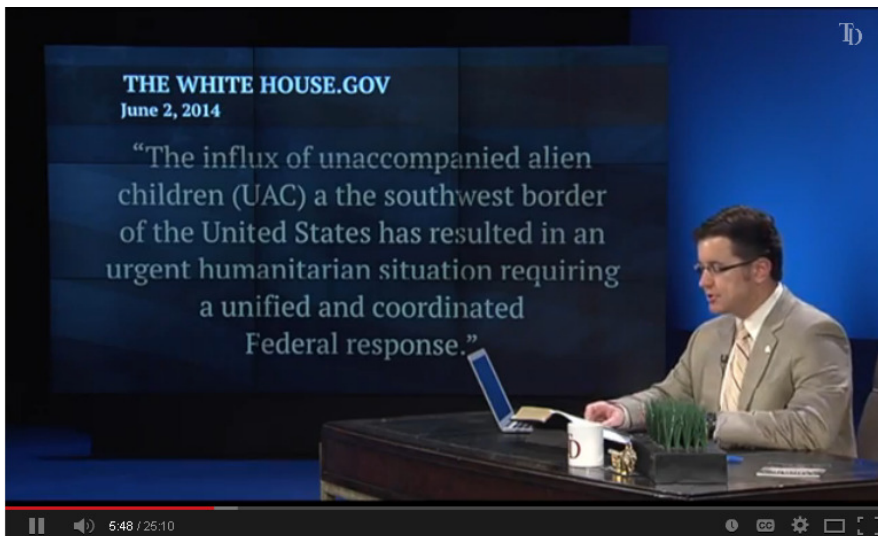 TD
THE WHITE HOUSE.GOV
June 2, 2014
“The influx of unaccompanied alien
children (UAC) a the southwest border
of the United States has resulted in an
urgent humanitarian situation requiring
a unified and coordinated
Federal response.”
TD
5:48 / 25:10
CC